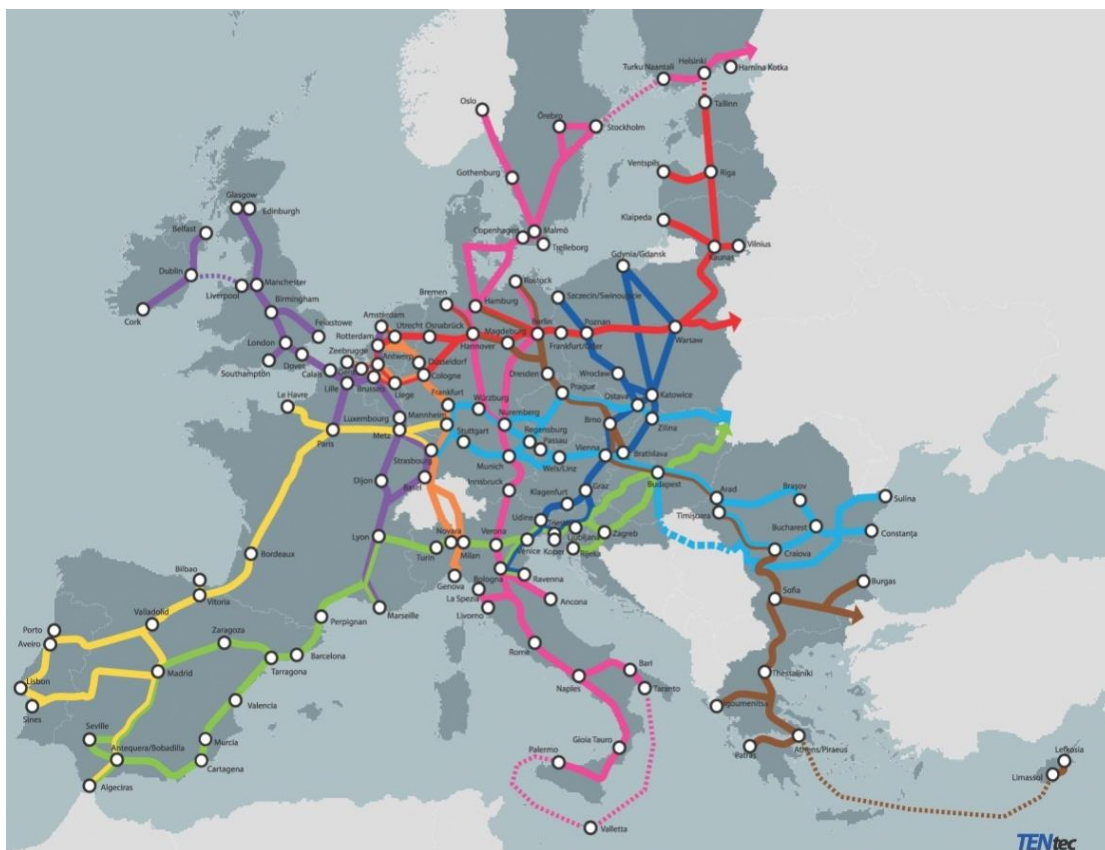 Helsinki
Turku Naantali
Hamina Kotka
Oslo
Örebro
Stockholm
Tallinn
Ventspils
Riga
Gothenburg
Glasgow
Edinburgh
Belfast
Klaipeda
Copenhagen
Malmö
Trelleborg
Vilnius
Kaunas
Gdynia/Gdansk
Dublin
Liverpool
Manchester
Cork
Birmingham
Felixstowe
Rostock
Bremen
Hamburg
Szczecin/Swinoujscie
Amsterdam
London
Rotterdam
Utrecht
Osnabrück
Magdeburg
Berlin
Poznan
Hannover
Frankfurt/Oder
Warsaw
Southampton
Dover
Calais
Zeebrugge
Antwerp
Düsseldorf
Cologne
Dresden
Wroclaw
Lille
Brussels
Liege
Le Havre
Frankfurt
Prague
Ostava
Katowice
Luxembourg
Mannheim
Würzburg
Nuremberg
Brno
Paris
Metz
Stuttgart
Regensburg
Passau
Zilina
Strasbourg
Munich
Wels/Linz
Vienna
Bratislava
Dijon
Basel
Innsbruck
Budapest
Klagenfurt
Graz
Arad
Braşov
Sulina
Timişoara
Bucharest
Constanţa
Lyon
Novara
Verona
Udine
Ljubljana
Zagreb
Turin
Milan
Venice
Koper
Rijeka
Craiova
Bordeaux
Genova
Bologna
Ravenna
Bilbao
Vitoria
La Spezia
Livorno
Ancona
Sofia
Burgas
Marseille
Perpignan
Valladolid
Porto
Aveiro
Zaragoza
Barcelona
Tarragona
Madrid
Rome
Bari
Naples
Taranto
Thessaljniki
Lisbon
Sines
Valencia
Igoumenitsa
Seville
Murcia
Antequera/Bobadilla
Cartagena
Gioia Tauro
Palermo
Patras
Athens/Piraeus
Lefkosia
Limassol
Algeciras
Valletta
TENtec